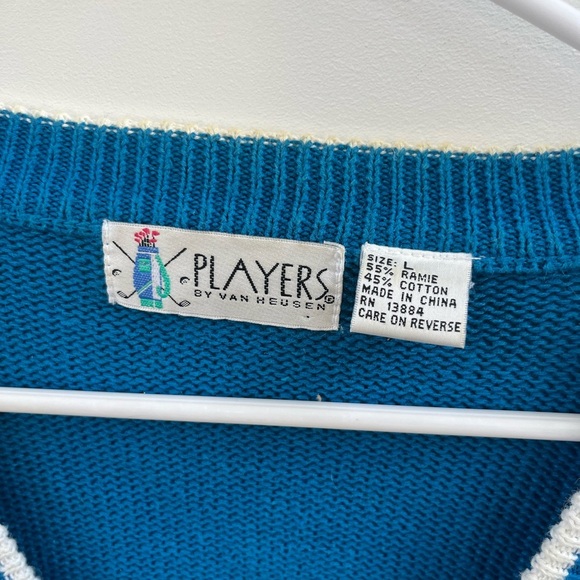 PLAYERS®
BY VAN HEUSEN
SIZE: L
55% RAMIE
45% COTTON
MADE IN CHINA
RN 13884
CARE ON REVERSE